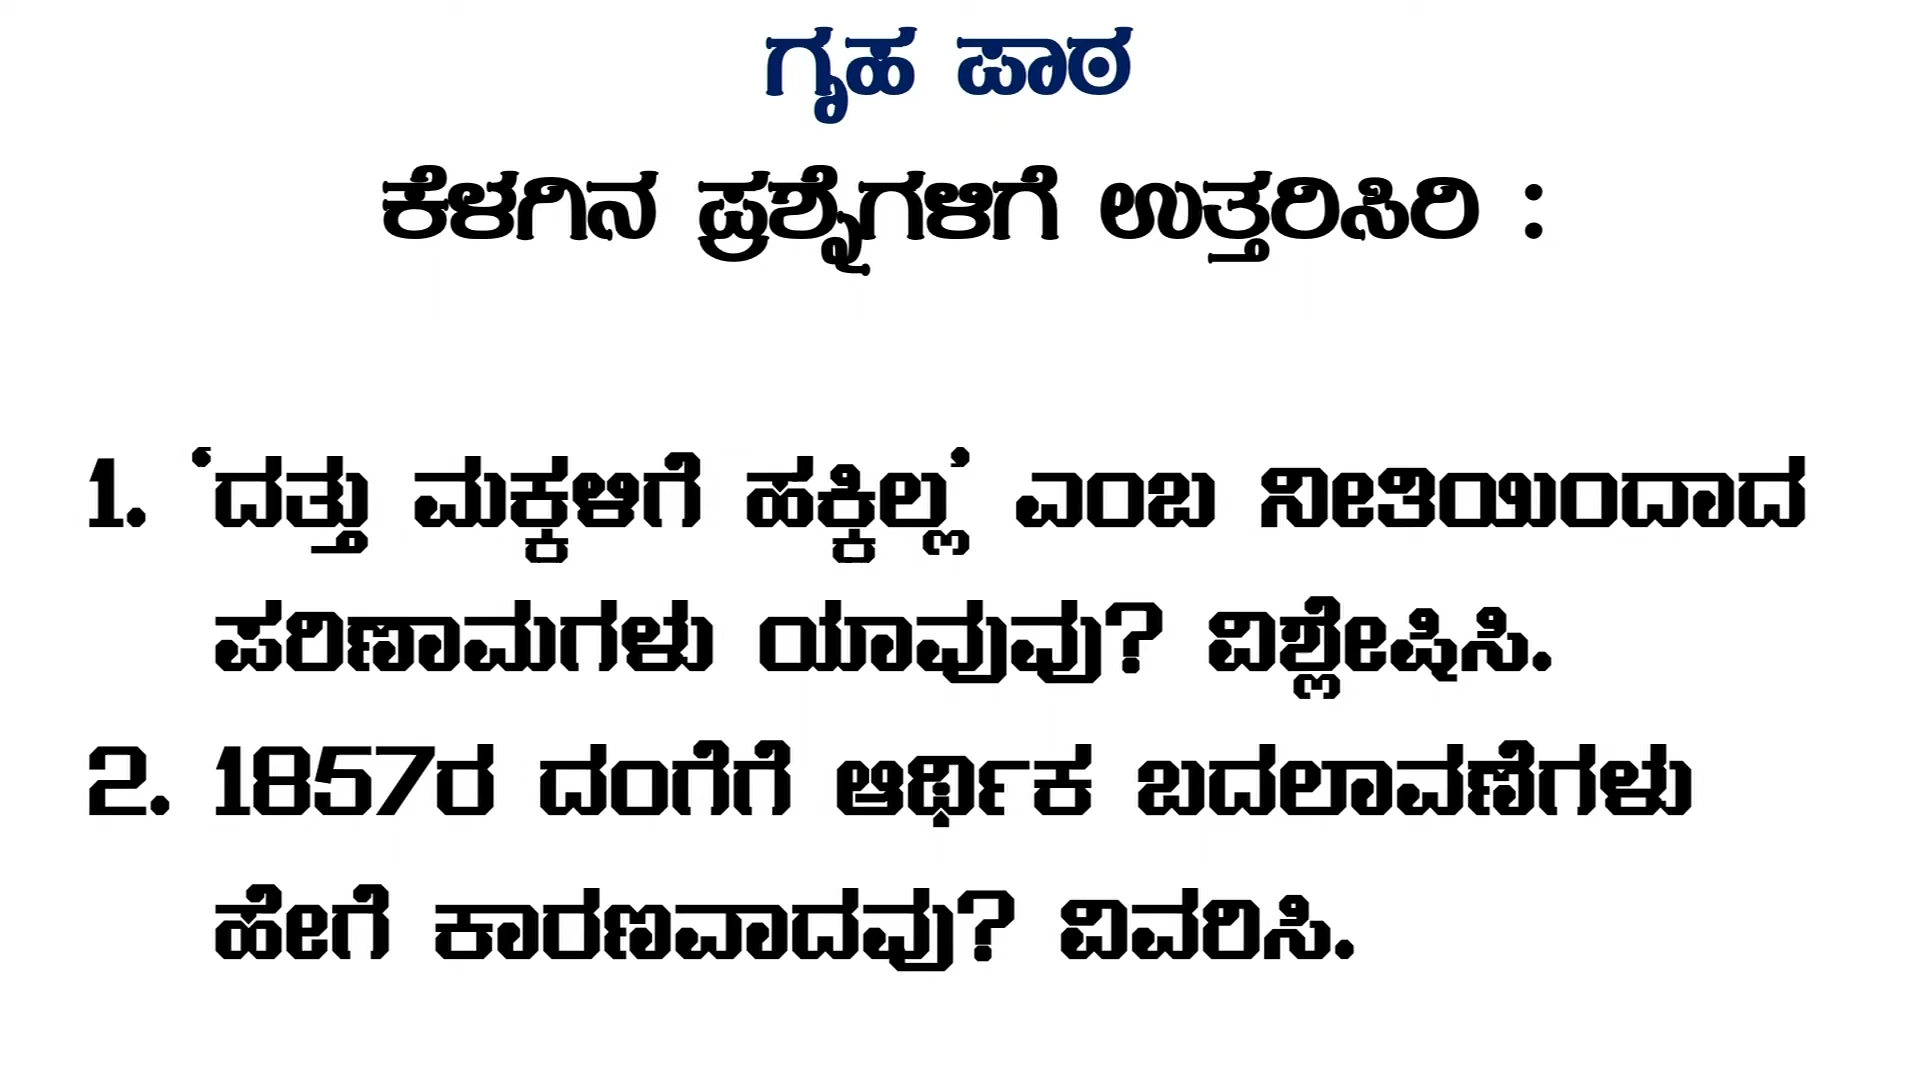 ಗೃಹ ಪಾಠ
ಕೆಳಗಿನ ಪ್ರಶ್ನೆಗಳಿಗೆ ಉತ್ತರಿಸಿರಿ :
1. ‘ದತ್ತು ಮಕ್ಕಳಿಗೆ ಹಕ್ಕಿಲ್ಲ’ ಎಂಬ ನೀತಿಯಿಂದಾದ
ಪರಿಣಾಮಗಳು ಯಾವುವು? ವಿಶ್ಲೇಷಿಸಿ.
2. 1857ರ ದಂಗೆಗೆ ಆರ್ಥಿಕ ಬದಲಾವಣೆಗಳು
ಹೇಗೆ ಕಾರಣವಾದವು? ವಿವರಿಸಿ.